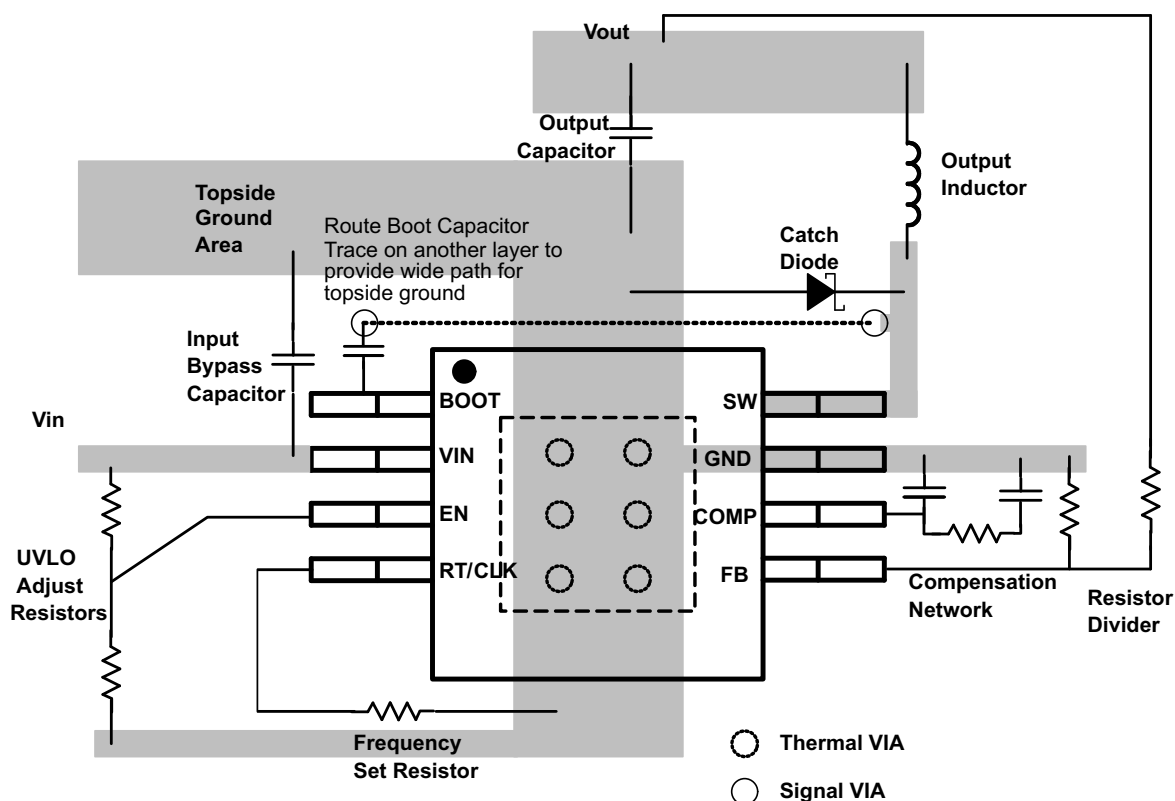 Vout
Output
Capacitor
Output
Inductor
Topside
Ground
Area
Route Boot Capacitor
Trace on another layer to
provide wide path for
topside ground
Catch
Diode
Input
Bypass
Capacitor
Vin
BOOT
VIN
EN
RT/CLK
SW
GND
COMP
FB
UVLO
Adjust
Resistors
Compensation
Network
Resistor
Divider
Frequency
Set Resistor
Thermal VIA
Signal VIA